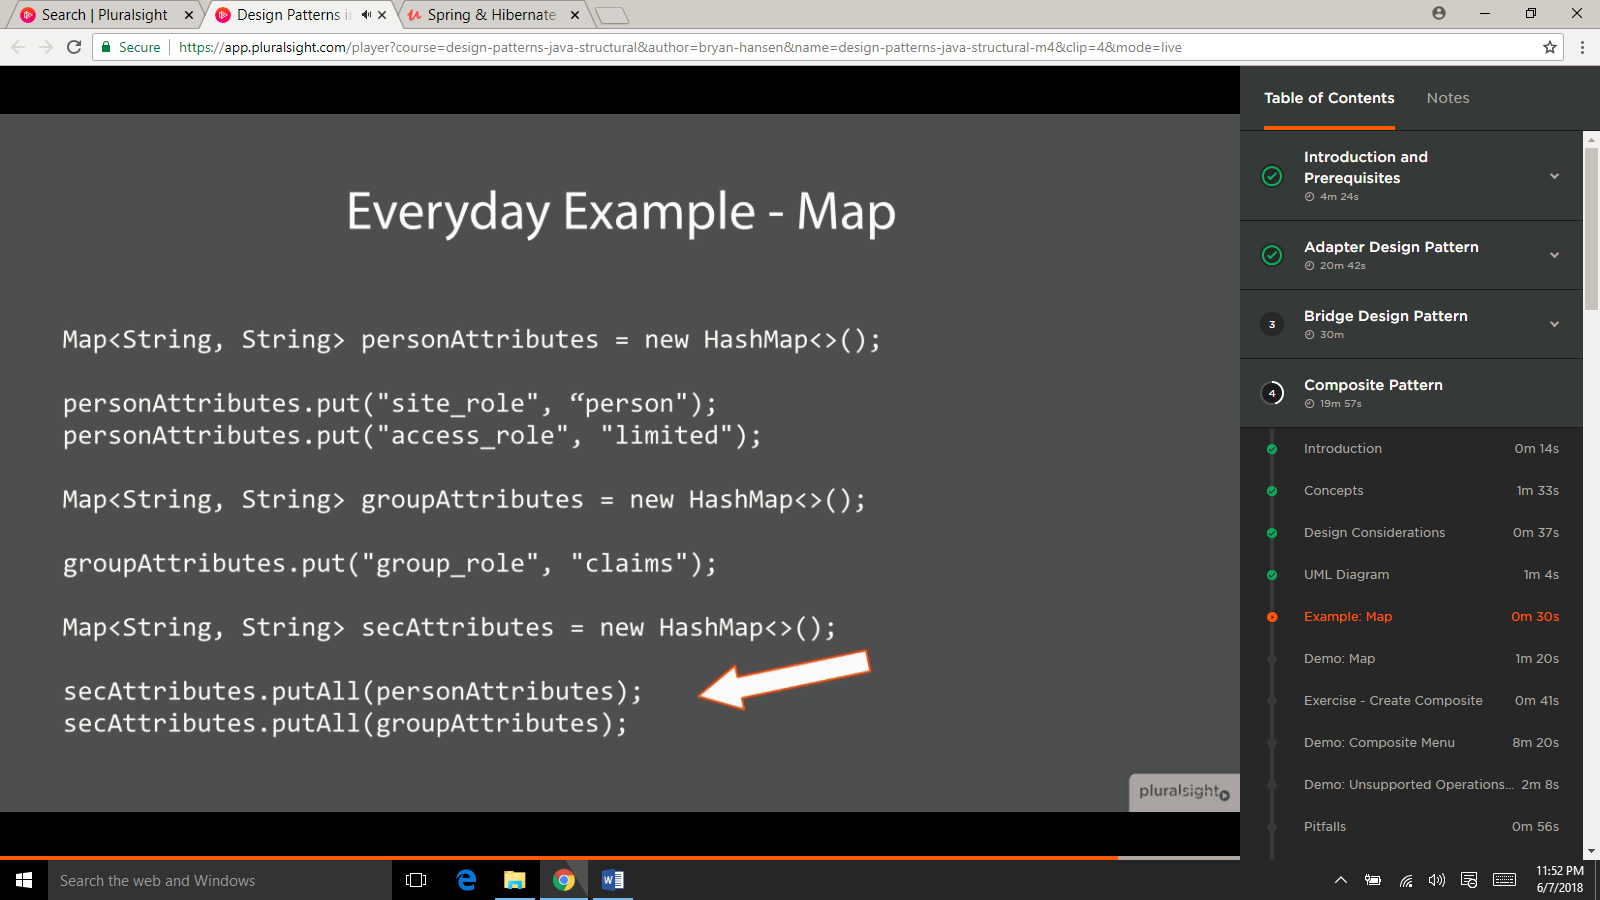 Search | Pluralsight
Design Patterns i
Spring & Hibernate
Secure
https://app.pluralsight.com/player?course=design-patterns-java-structural&author=bryan-hansen&name=design-patterns-java-structural-m4&clip=4&mode=live
Everyday Example - Map
Map<String, String> personAttributes = new HashMap<>();
personAttributes.put("site_role", “person");
personAttributes.put("access_role", "limited");
Map<String, String> groupAttributes = new HashMap<>();
groupAttributes.put("group_role", "claims");
Map<String, String> secAttributes = new HashMap<>();
secAttributes.putAll(personAttributes);
secAttributes.putAll(groupAttributes);
pluralsight
Table of Contents
Notes
Introduction and
Prerequisites
4m 24s
Adapter Design Pattern
20m 42s
3
Bridge Design Pattern
30m
4
Composite Pattern
19m 57s
Introduction 0m 14s
Concepts 1m 33s
Design Considerations 0m 37s
UML Diagram 1m 4s
Example: Map 0m 30s
Demo: Map 1m 20s
Exercise - Create Composite 0m 41s
Demo: Composite Menu 8m 20s
Demo: Unsupported Operations... 2m 8s
Pitfalls 0m 56s
Search the web and Windows
11:52 PM
6/7/2018